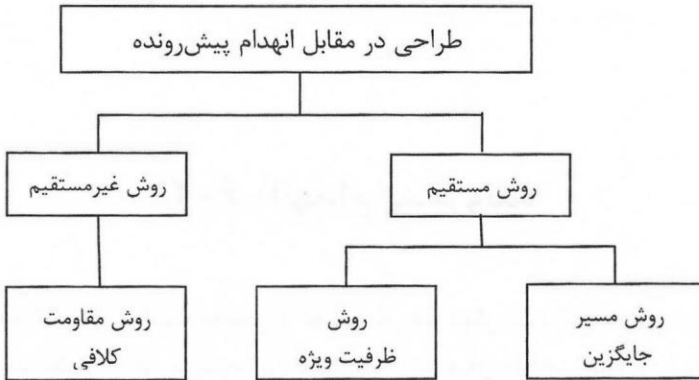 طراحی در مقابل انهدام پیش‌رونده
روش مستقیم
روش غیرمستقیم
روش مسیر
جایگزین
روش
ظرفیت ویژه
روش مقاومت
کلافی